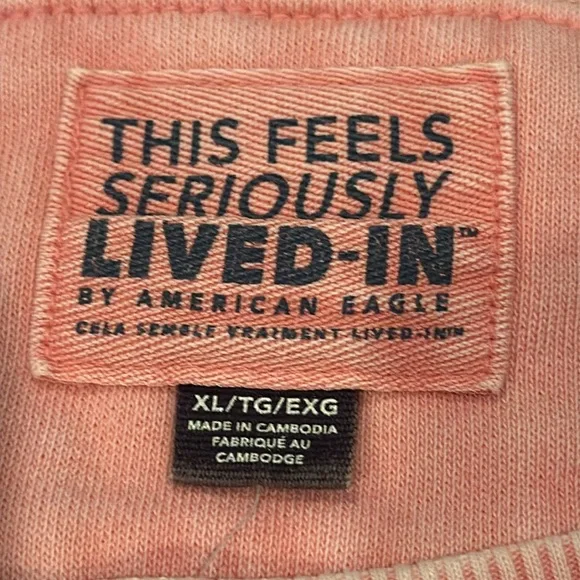 THIS FEELS
SERIOUSLY
LIVED-IN™
BY AMERICAN EAGLE
CELA SEMBLE VRAIMENT LIVED-IN™
XL/TG/EXG
MADE IN CAMBODIA
FABRIQUÉ AU
CAMBODGE